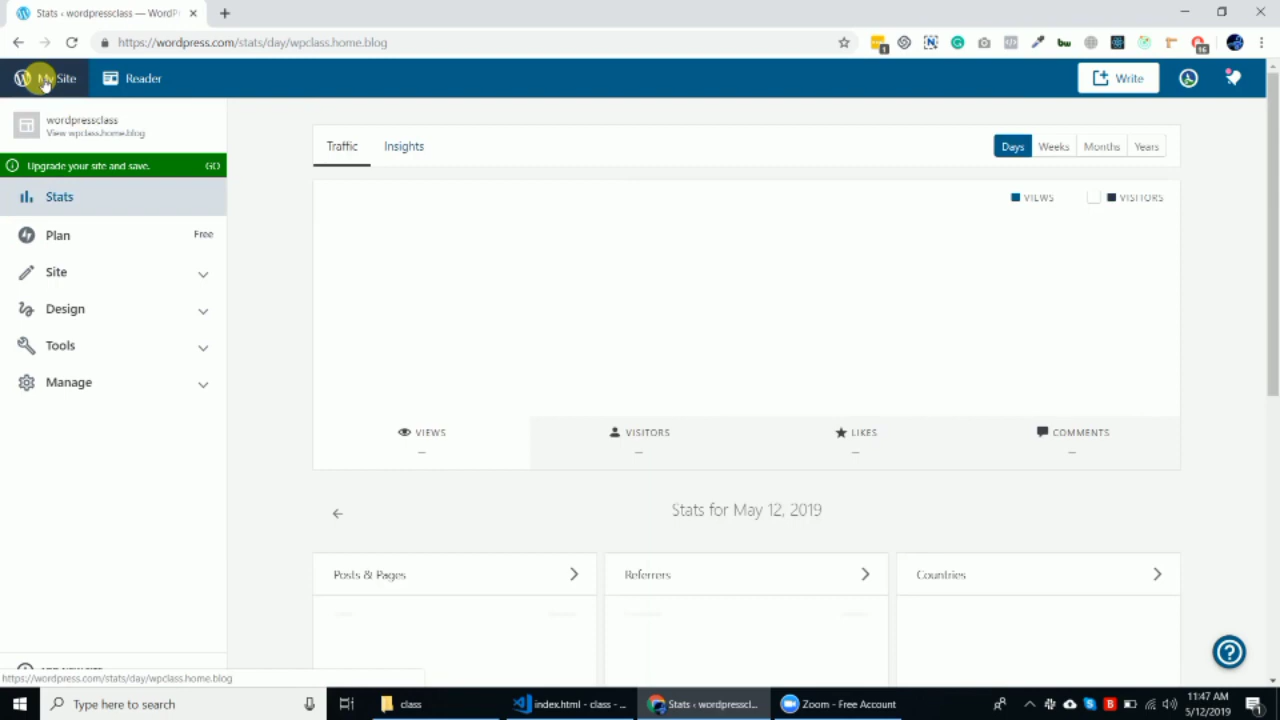 Stats ‹ wordpressclass — WordP
https://wordpress.com/stats/day/wpclass.home.blog
1
16
My Site
Reader
Write
wordpressclass
View wpclass.home.blog
Upgrade your site and save.
GO
Stats
Plan
Free
Site
Design
Tools
Manage
Traffic
Insights
Days
Weeks
Months
Years
VIEWS
VISITORS
VIEWS
VISITORS
LIKES
COMMENTS
–
–
–
–
Stats for May 12, 2019
Posts & Pages
Referrers
Countries
https://wordpress.com/stats/day/wpclass.home.blog
Type here to search
class
index.html - class - ...
Stats ‹ wordpresscl...
Zoom - Free Account
11:47 AM
5/12/2019
1